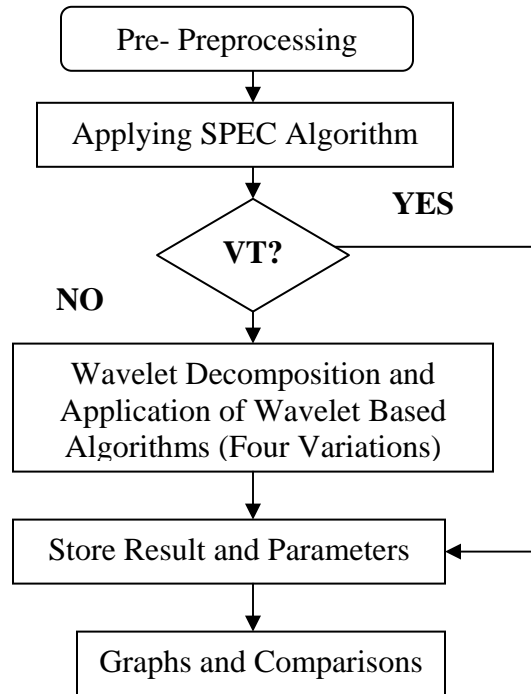 Pre- Preprocessing
Applying SPEC Algorithm
YES
VT?
NO
Wavelet Decomposition and
Application of Wavelet Based
Algorithms (Four Variations)
Store Result and Parameters
Graphs and Comparisons